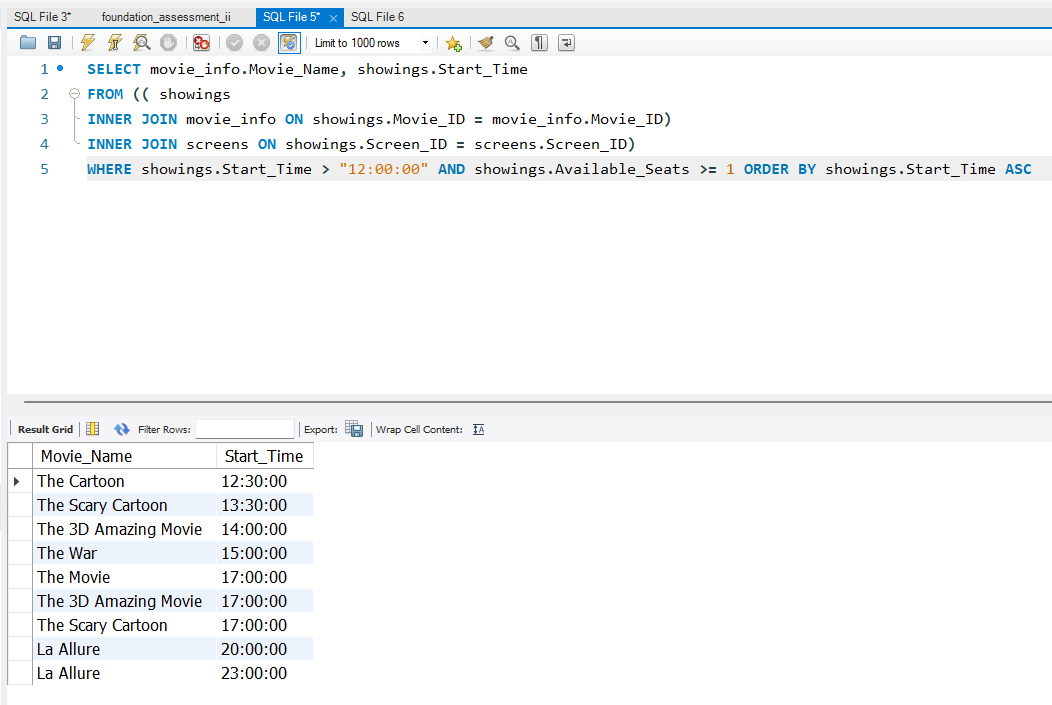 SQL File 3* foundation_assessment_ii SQL File 5* SQL File 6
Limit to 1000 rows
1 SELECT movie_info.Movie_Name, showings.Start_Time
2 FROM (( showings
3 INNER JOIN movie_info ON showings.Movie_ID = movie_info.Movie_ID)
4 INNER JOIN screens ON showings.Screen_ID = screens.Screen_ID)
5 WHERE showings.Start_Time > "12:00:00" AND showings.Available_Seats >= 1 ORDER BY showings.Start_Time ASC
Result Grid Filter Rows: Export: Wrap Cell Content:
Movie_Name Start_Time
The Cartoon 12:30:00
The Scary Cartoon 13:30:00
The 3D Amazing Movie 14:00:00
The War 15:00:00
The Movie 17:00:00
The 3D Amazing Movie 17:00:00
The Scary Cartoon 17:00:00
La Allure 20:00:00
La Allure 23:00:00